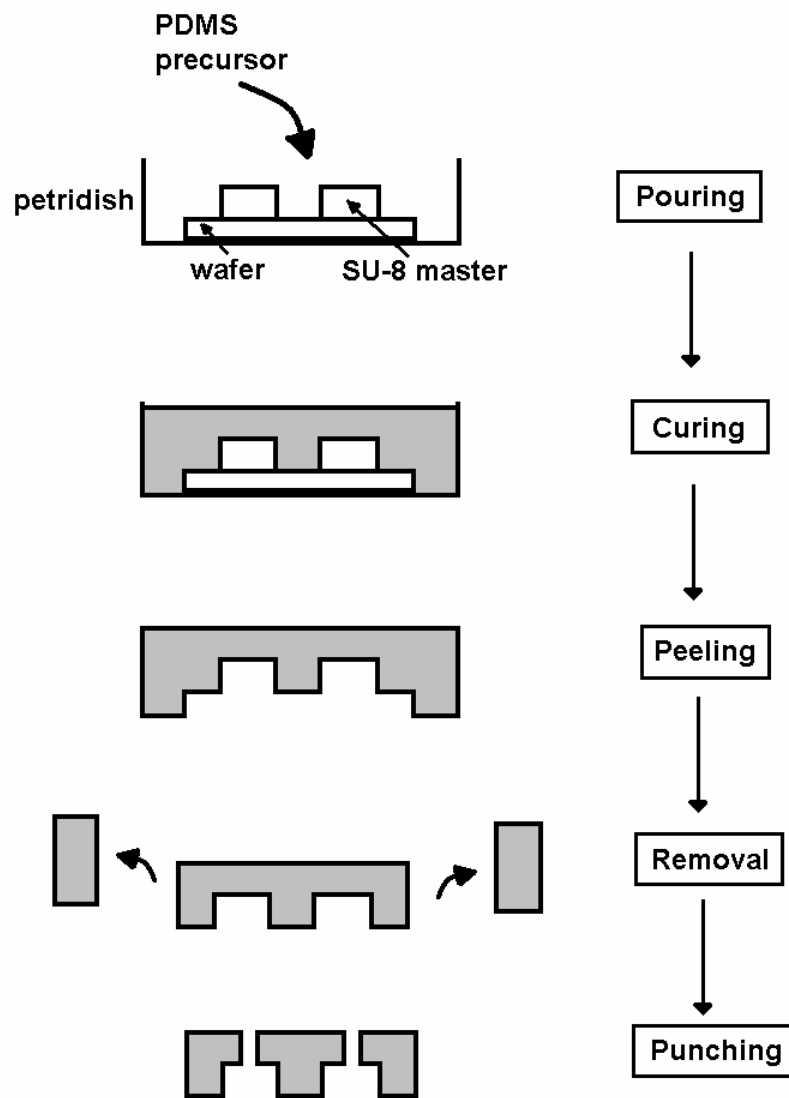 PDMS
precursor
petridish
Pouring
wafer
SU-8 master
Curing
Peeling
Removal
Punching